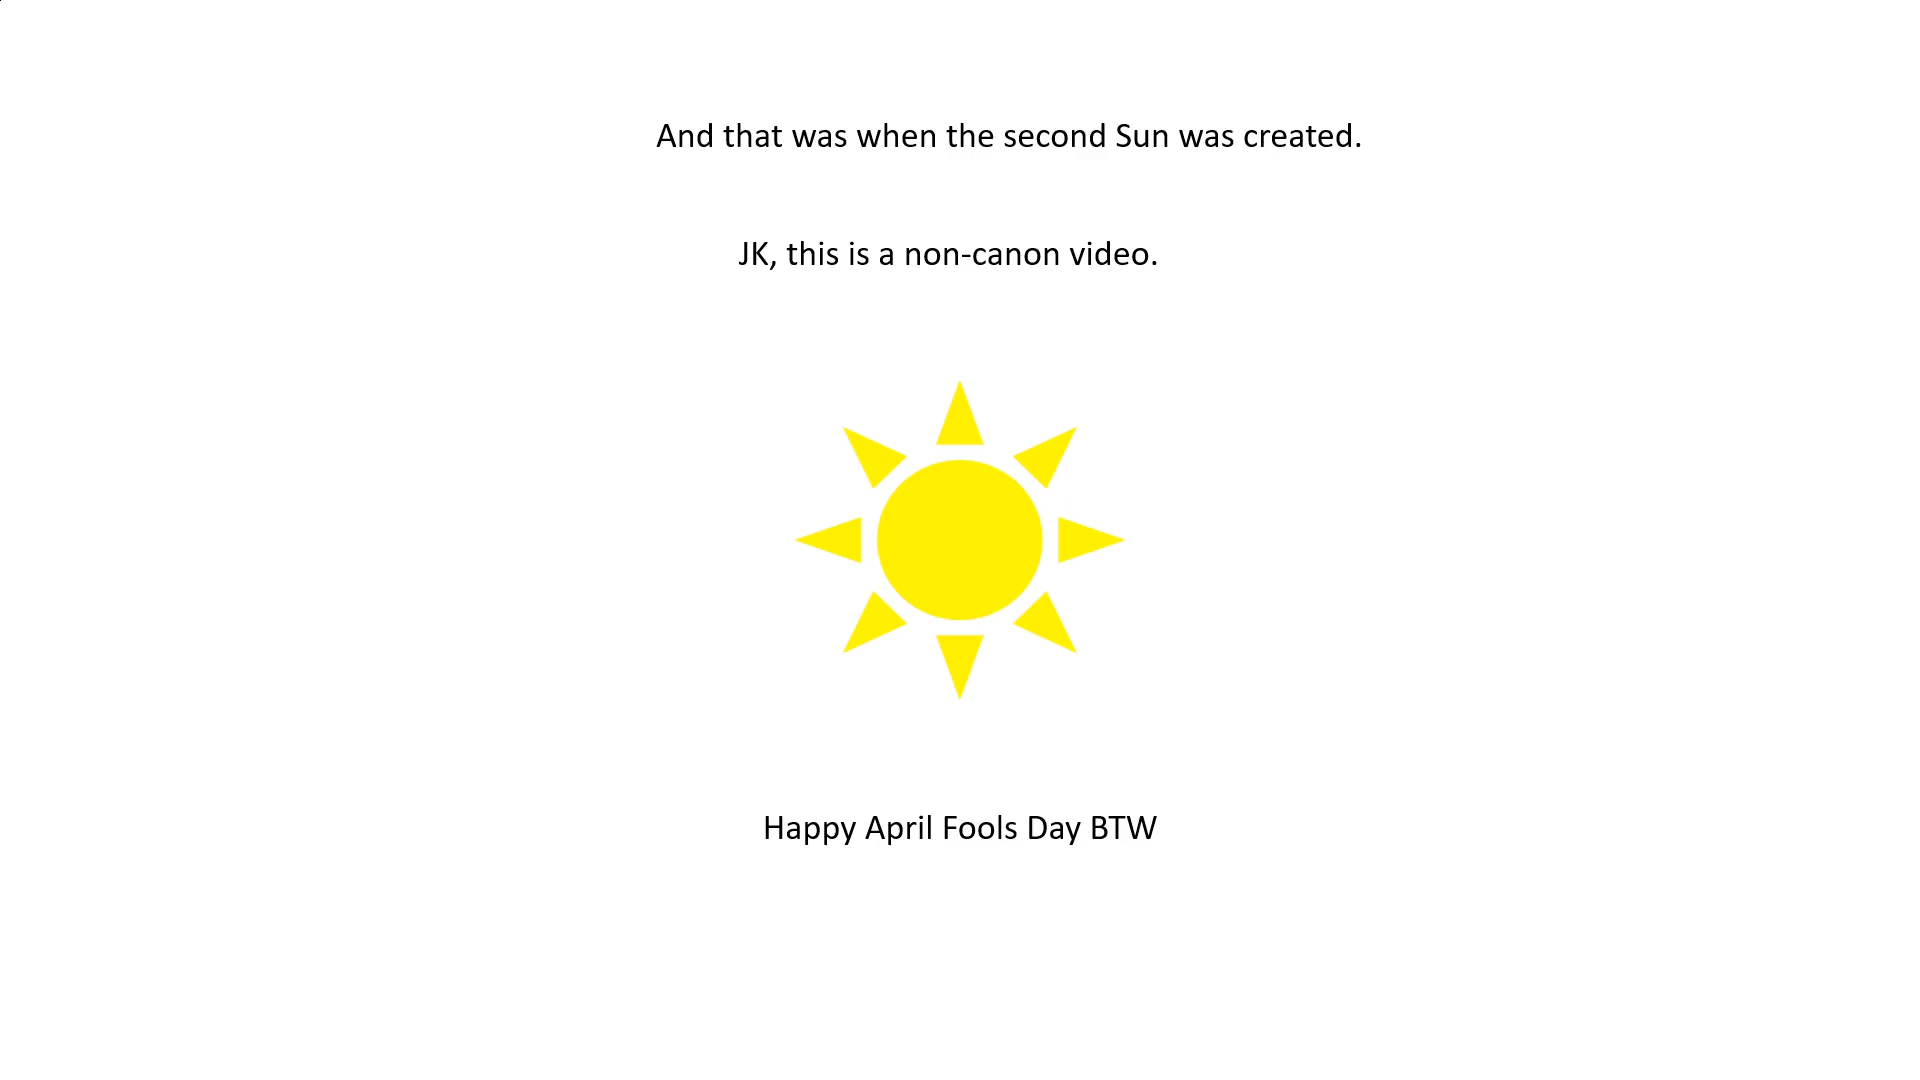 And that was when the second Sun was created.
JK, this is a non-canon video.
Happy April Fools Day BTW